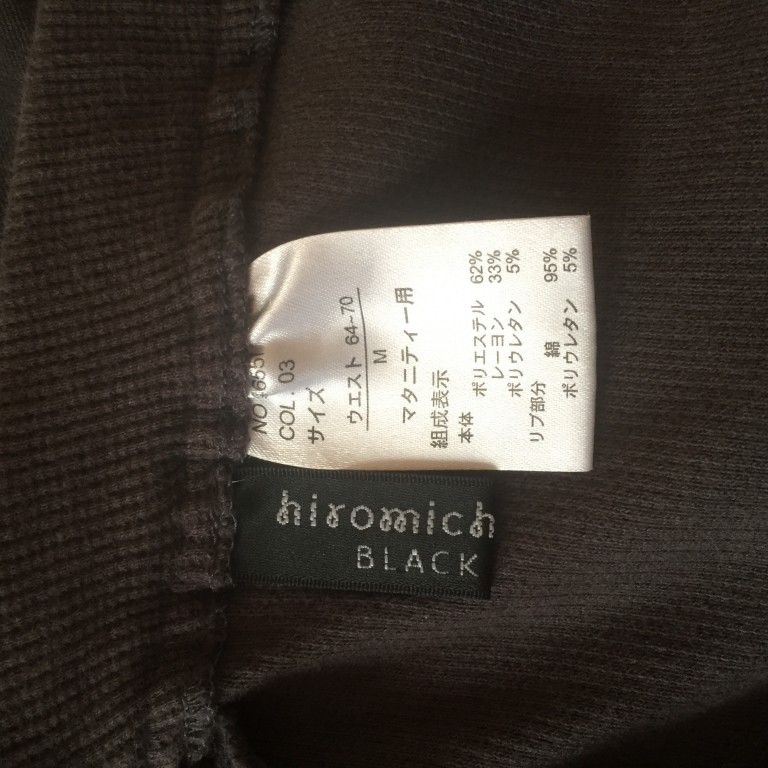 COL. 03
サイズ
ウエスト 64~70
M
マタニティー用
組成表示
本体 ポリエステル 62%
レーヨン 33%
ポリウレタン 5%
リブ部分 綿 95%
ポリウレタン 5%
hiromich
BLACK